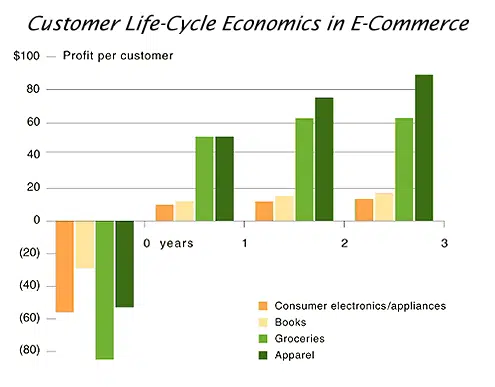 Customer Life-Cycle Economics in E-Commerce
$100 Profit per customer
80
60
40
20
0
0 years 1 2 3
(20)
(40)
(60)
(80)
Consumer electronics/appliances
Books
Groceries
Apparel